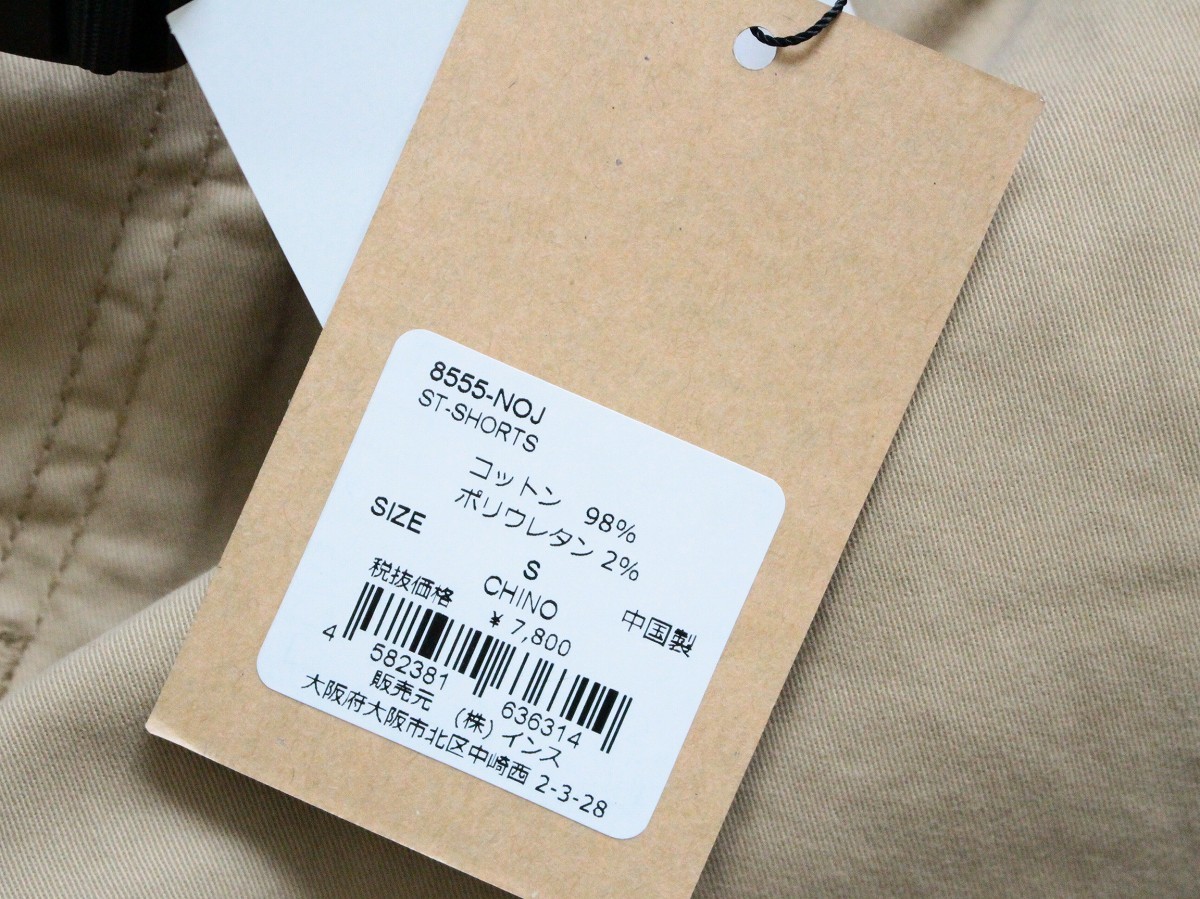 8555-NOJ
ST-SHORTS
コットン 98%
ポリウレタン 2%
SIZE S
CHINO 中国製
税抜価格 ¥ 7,800
4 582381 636314
販売元 (株)インス
大阪府大阪市北区中崎西 2-3-28